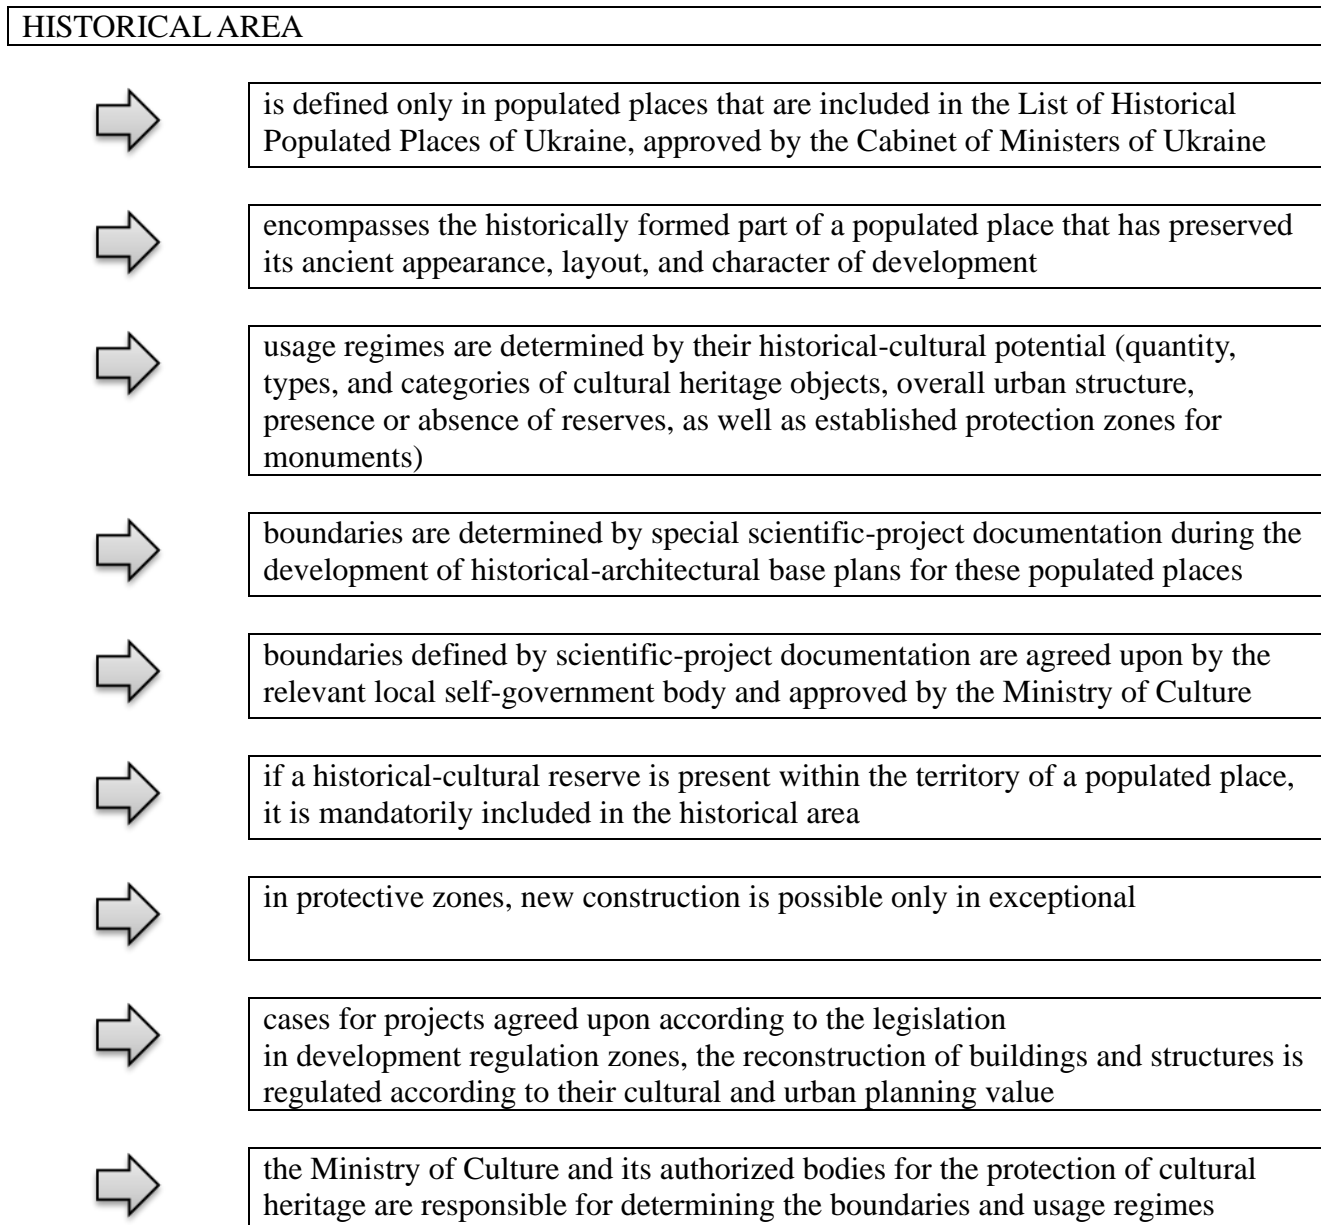 HISTORICAL AREA
is defined only in populated places that are included in the List of Historical
Populated Places of Ukraine, approved by the Cabinet of Ministers of Ukraine
encompasses the historically formed part of a populated place that has preserved
its ancient appearance, layout, and character of development
usage regimes are determined by their historical-cultural potential (quantity,
types, and categories of cultural heritage objects, overall urban structure,
presence or absence of reserves, as well as established protection zones for
monuments)
boundaries are determined by special scientific-project documentation during the
development of historical-architectural base plans for these populated places
boundaries defined by scientific-project documentation are agreed upon by the
relevant local self-government body and approved by the Ministry of Culture
if a historical-cultural reserve is present within the territory of a populated place,
it is mandatorily included in the historical area
in protective zones, new construction is possible only in exceptional
cases for projects agreed upon according to the legislation
in development regulation zones, the reconstruction of buildings and structures is
regulated according to their cultural and urban planning value
the Ministry of Culture and its authorized bodies for the protection of cultural
heritage are responsible for determining the boundaries and usage regimes